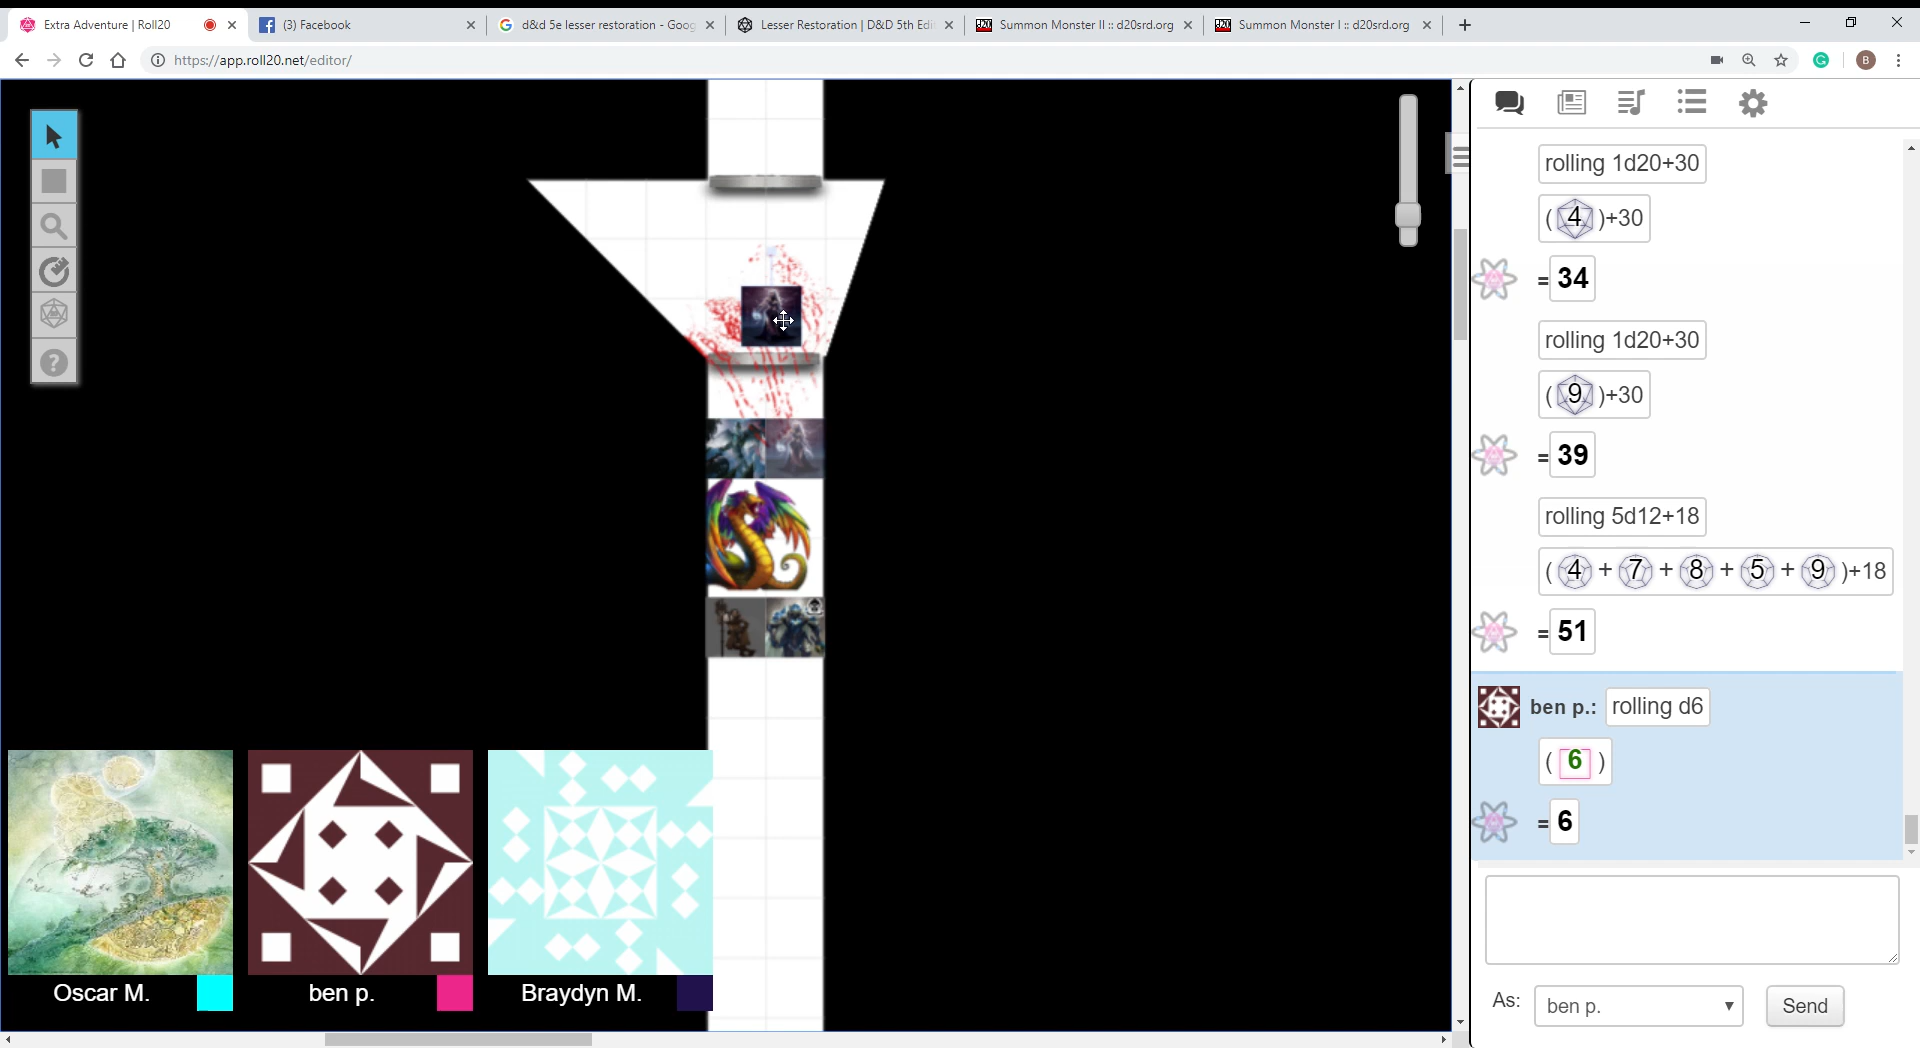 Extra Adventure | Roll20
(3) Facebook
d&d 5e lesser restoration - Goog
Lesser Restoration | D&D 5th Edi
Summon Monster II :: d20srd.org
Summon Monster I :: d20srd.org
https://app.roll20.net/editor/
B
rolling 1d20+30
(4)+30
=34
rolling 1d20+30
(9)+30
=39
rolling 5d12+18
(4+7+8+5+9)+18
=51
ben p.: rolling d6
(6)
=6
Oscar M.
ben p.
Braydyn M.
As: ben p. Send